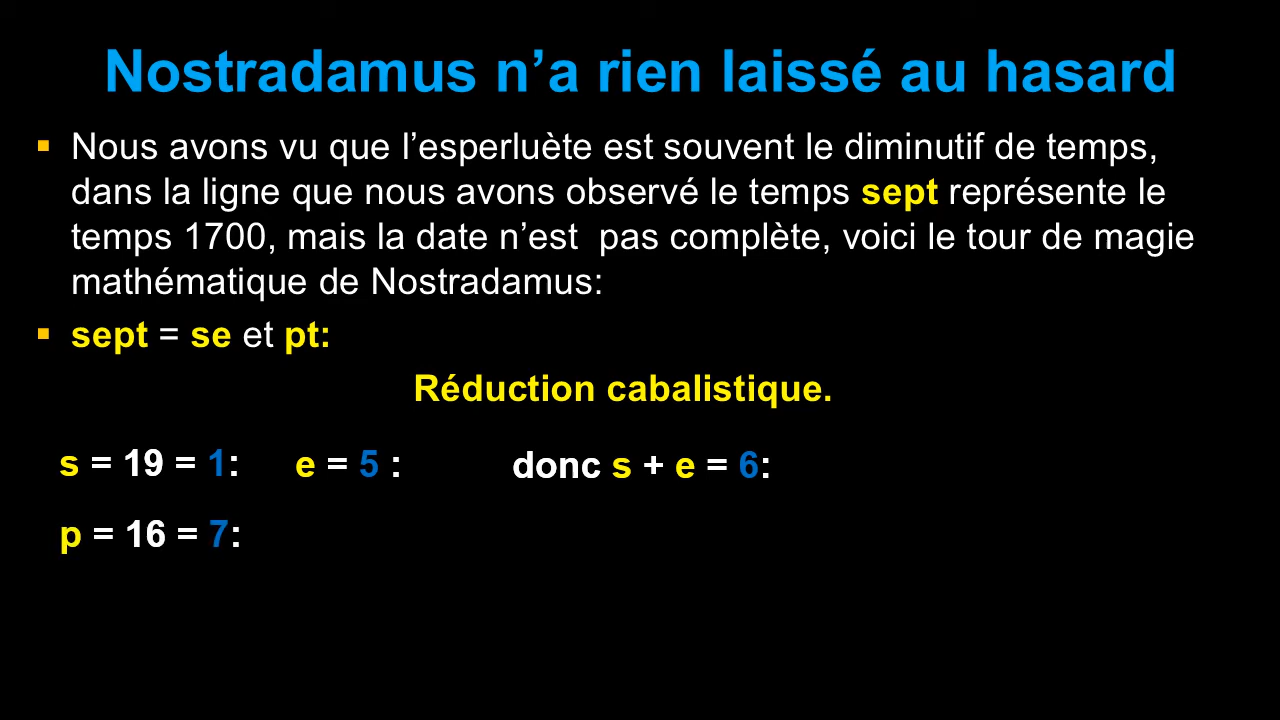 Nostradamus n’a rien laissé au hasard
▪ Nous avons vu que l’esperluète est souvent le diminutif de temps,
dans la ligne que nous avons observé le temps sept représente le
temps 1700, mais la date n’est  pas complète, voici le tour de magie
mathématique de Nostradamus:
▪ sept = se et pt:
Réduction cabalistique.
s = 19 = 1: e = 5 : donc s + e = 6:
p = 16 = 7: